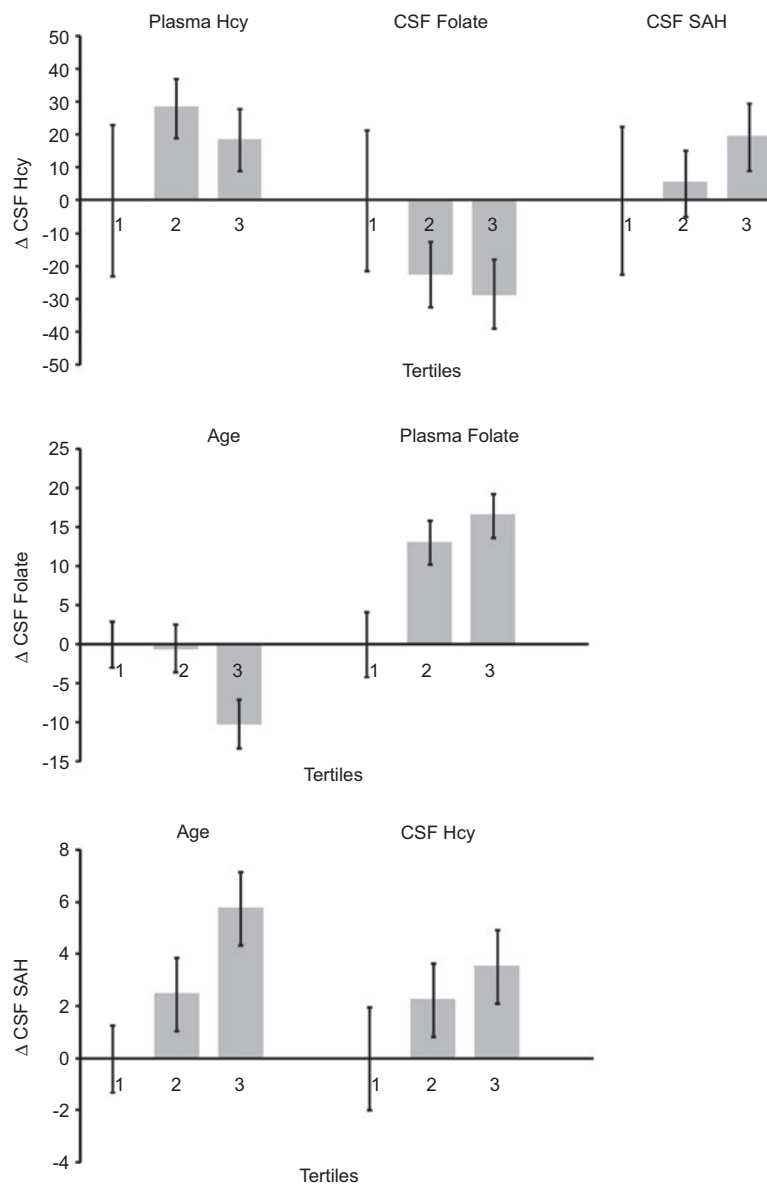 Plasma Hcy CSF Folate CSF SAH
50
40
30
20
10
0
-10
-20
-30
-40
-50
Δ CSF Hcy
1 2 3 1 2 3 1 2 3
Tertiles
Age Plasma Folate
25
20
15
10
5
0
-5
-10
-15
Δ CSF Folate
1 2 3 1 2 3
Tertiles
Age CSF Hcy
8
6
4
2
0
-2
-4
Δ CSF SAH
1 2 3 1 2 3
Tertiles